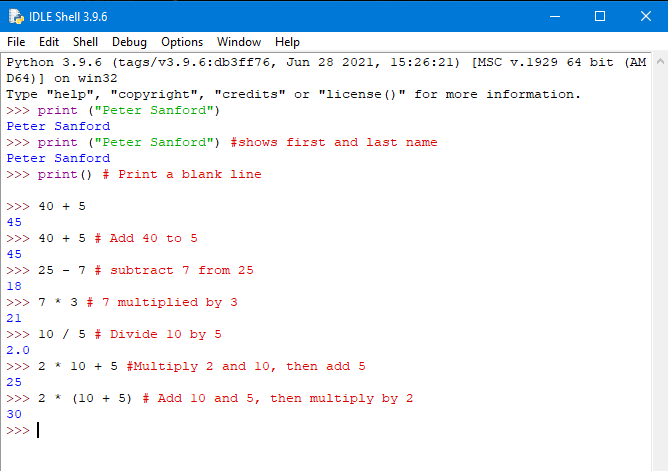 IDLE Shell 3.9.6
File Edit Shell Debug Options Window Help
Python 3.9.6 (tags/v3.9.6:db3ff76, Jun 28 2021, 15:26:21) [MSC v.1929 64 bit (AM
D64)] on win32
Type "help", "copyright", "credits" or "license()" for more information.
>>> print ("Peter Sanford")
Peter Sanford
>>> print ("Peter Sanford") #shows first and last name
Peter Sanford
>>> print() # Print a blank line

>>> 40 + 5
45
>>> 40 + 5 # Add 40 to 5
45
>>> 25 - 7 # subtract 7 from 25
18
>>> 7 * 3 # 7 multiplied by 3
21
>>> 10 / 5 # Divide 10 by 5
2.0
>>> 2 * 10 + 5 #Multiply 2 and 10, then add 5
25
>>> 2 * (10 + 5) # Add 10 and 5, then multiply by 2
30
>>>